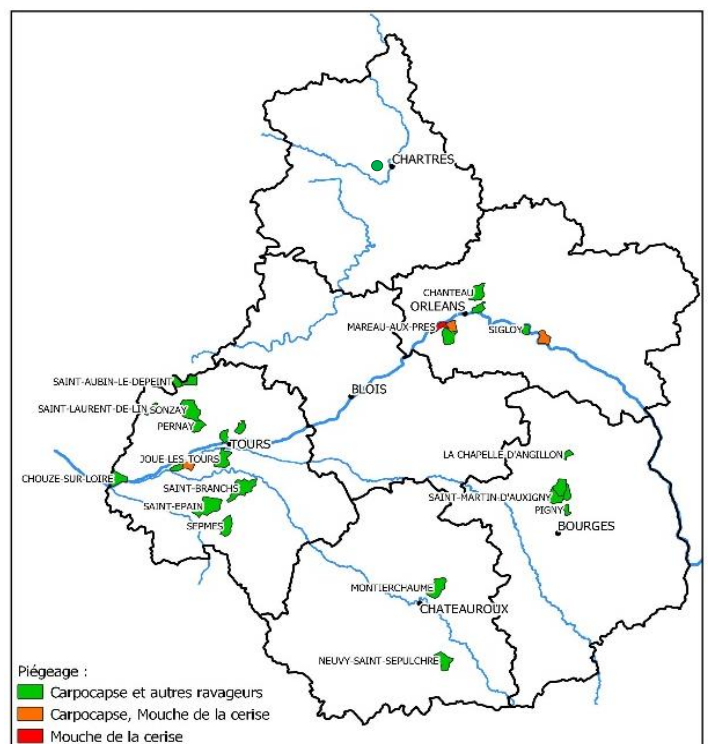 CHARTRES
CHANTEAU
ORLEANS
MAREAU-AUX-PRES
SIGLOY
SAINT-AUBIN-LE-DEPEINT
BLOIS
SAINT-LAURENT-DE-LIN
SONZAY
PERNAY
TOURS
JOUE-LES-TOURS
LA CHAPELLE-D'ANGILLON
CHOUZE-SUR-LOIRE
SAINT-BRANCHS
SAINT-MARTIN-D'AUXIGNY
SAINT-EPAIN
PIGNY
SEPMES
BOURGES
MONTIERCHAUME
CHATEAUROUX
NEUVY-SAINT-SEPULCHRE
Piégeage :
Carpocapse et autres ravageurs
Carpocapse, Mouche de la cerise
Mouche de la cerise